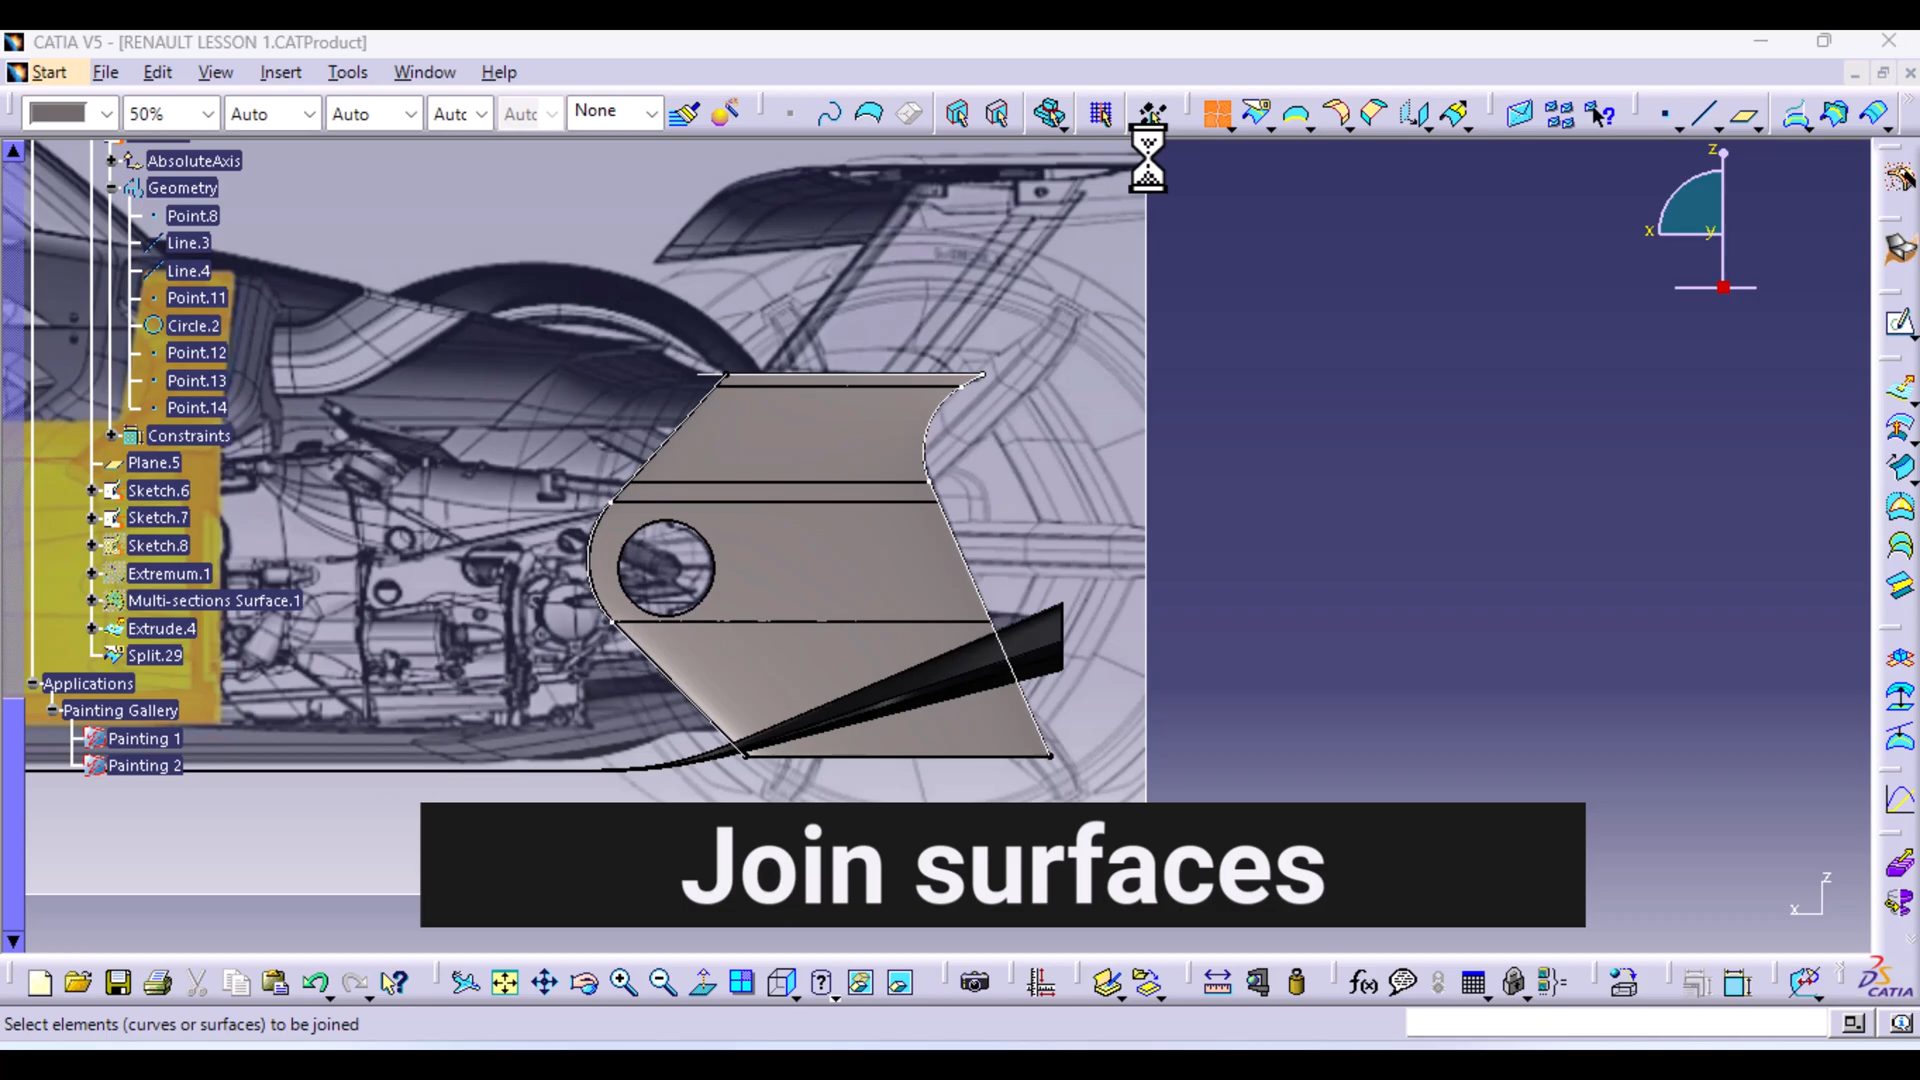 CATIA V5 - [RENAULT LESSON 1.CATProduct]
Start File Edit View Insert Tools Window Help
50% Auto Auto Auto Auto None
AbsoluteAxis
Geometry
Point.8
Line.3
Line.4
Point.11
Circle.2
Point.12
Point.13
Point.14
Constraints
Plane.5
Sketch.6
Sketch.7
Sketch.8
Extremum.1
Multi-sections Surface.1
Extrude.4
Split.29
Applications
Painting Gallery
Painting 1
Painting 2
z
x y
Join surfaces
z
x
f(x)
CATIA
Select elements (curves or surfaces) to be joined